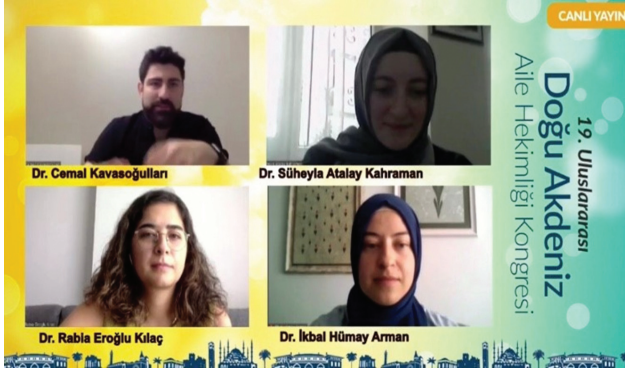 CANLI YAYIN
Dr. Cemal Kavasoğulları
Dr. Süheyla Atalay Kahraman
Dr. Rabia Eroğlu Kılaç
Dr. İkbal Hümay Arman
19. Uluslararası
Doğu Akdeniz
Aile Hekimliği Kongresi